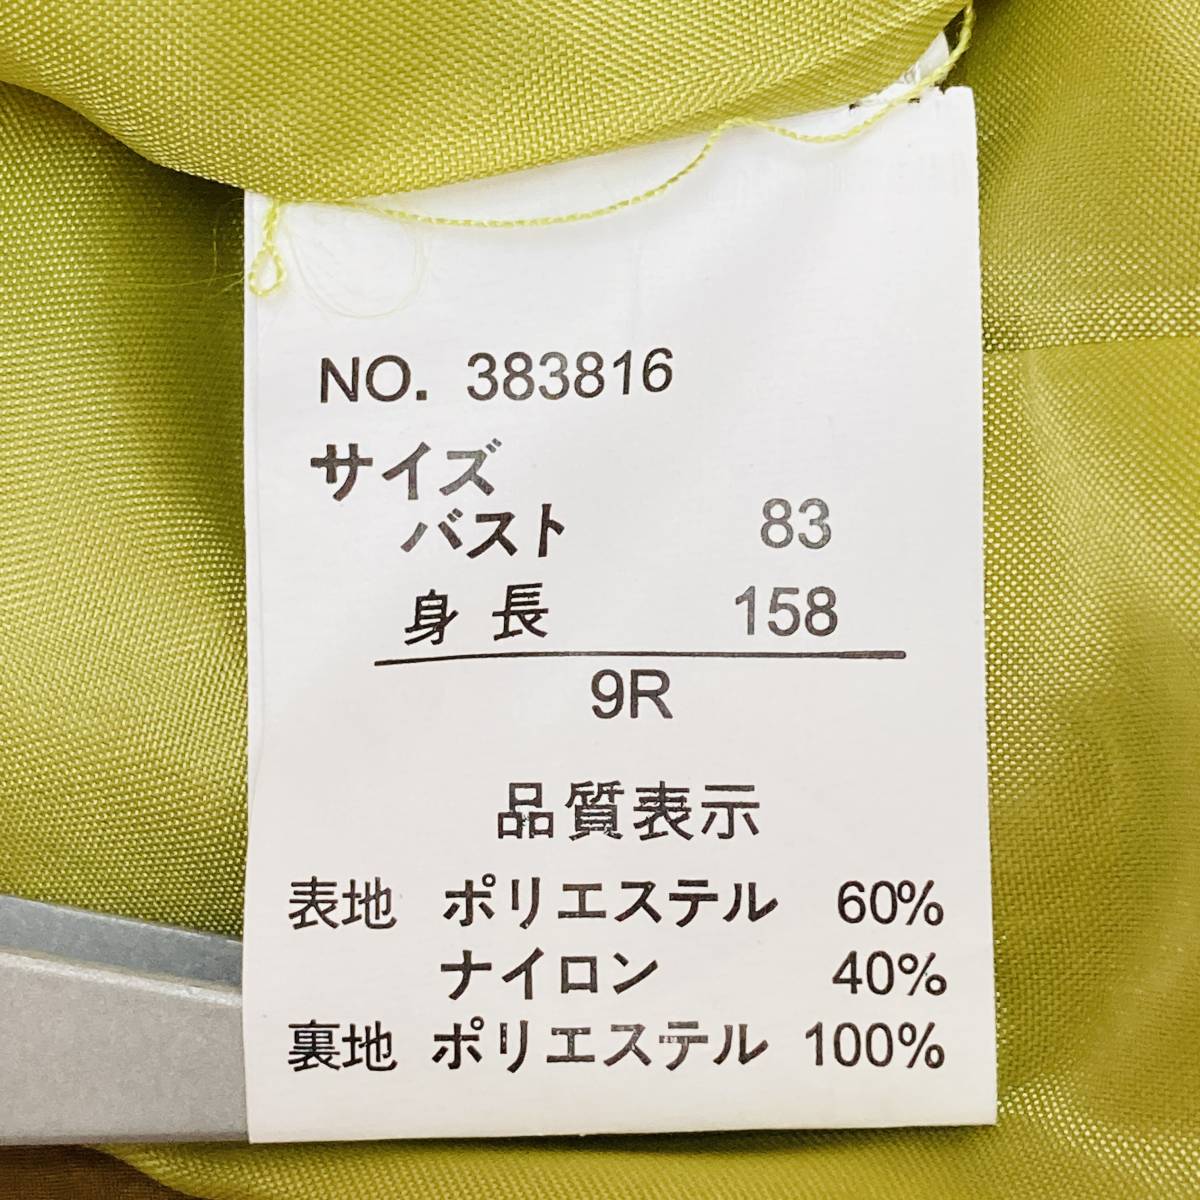 NO. 383816
サイズ
バスト 83
身長 158
9R
品質表示
表地 ポリエステル 60%
ナイロン 40%
裏地 ポリエステル 100%